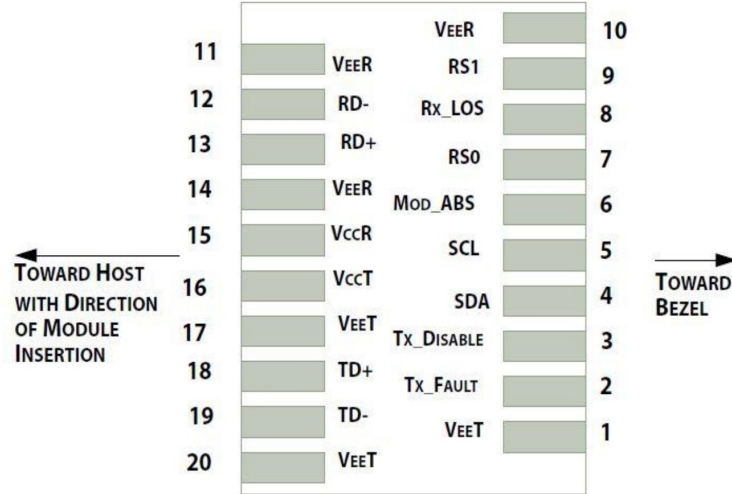 VEER 10
11 VEER
RS1 9
12 RD-
RX_LOS 8
13 RD+
RS0 7
14 VEER
MOD_ABS 6
15 VCCR
SCL 5
TOWARD HOST
WITH DIRECTION
OF MODULE
INSERTION
TOWARD
BEZEL
16 VCCT
SDA 4
17 VEET
TX_DISABLE 3
18 TD+
TX_FAULT 2
19 TD-
VEET 1
20 VEET